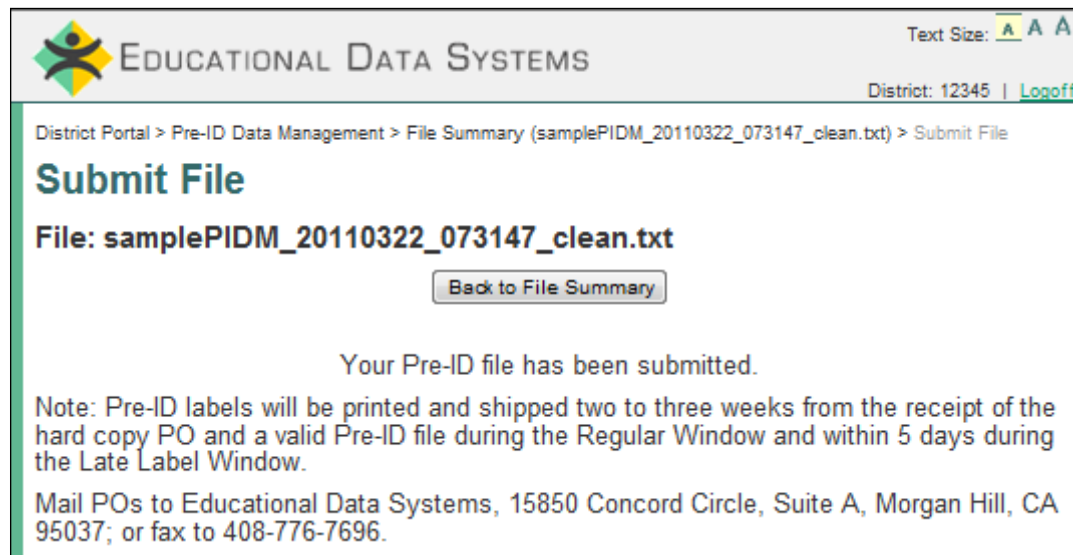 Text Size: A A A
EDUCATIONAL DATA SYSTEMS
District: 12345 | Logoff
District Portal > Pre-ID Data Management > File Summary (samplePIDM_20110322_073147_clean.txt) > Submit File
Submit File
File: samplePIDM_20110322_073147_clean.txt
Back to File Summary
Your Pre-ID file has been submitted.
Note: Pre-ID labels will be printed and shipped two to three weeks from the receipt of the
hard copy PO and a valid Pre-ID file during the Regular Window and within 5 days during
the Late Label Window.
Mail POs to Educational Data Systems, 15850 Concord Circle, Suite A, Morgan Hill, CA
95037; or fax to 408-776-7696.